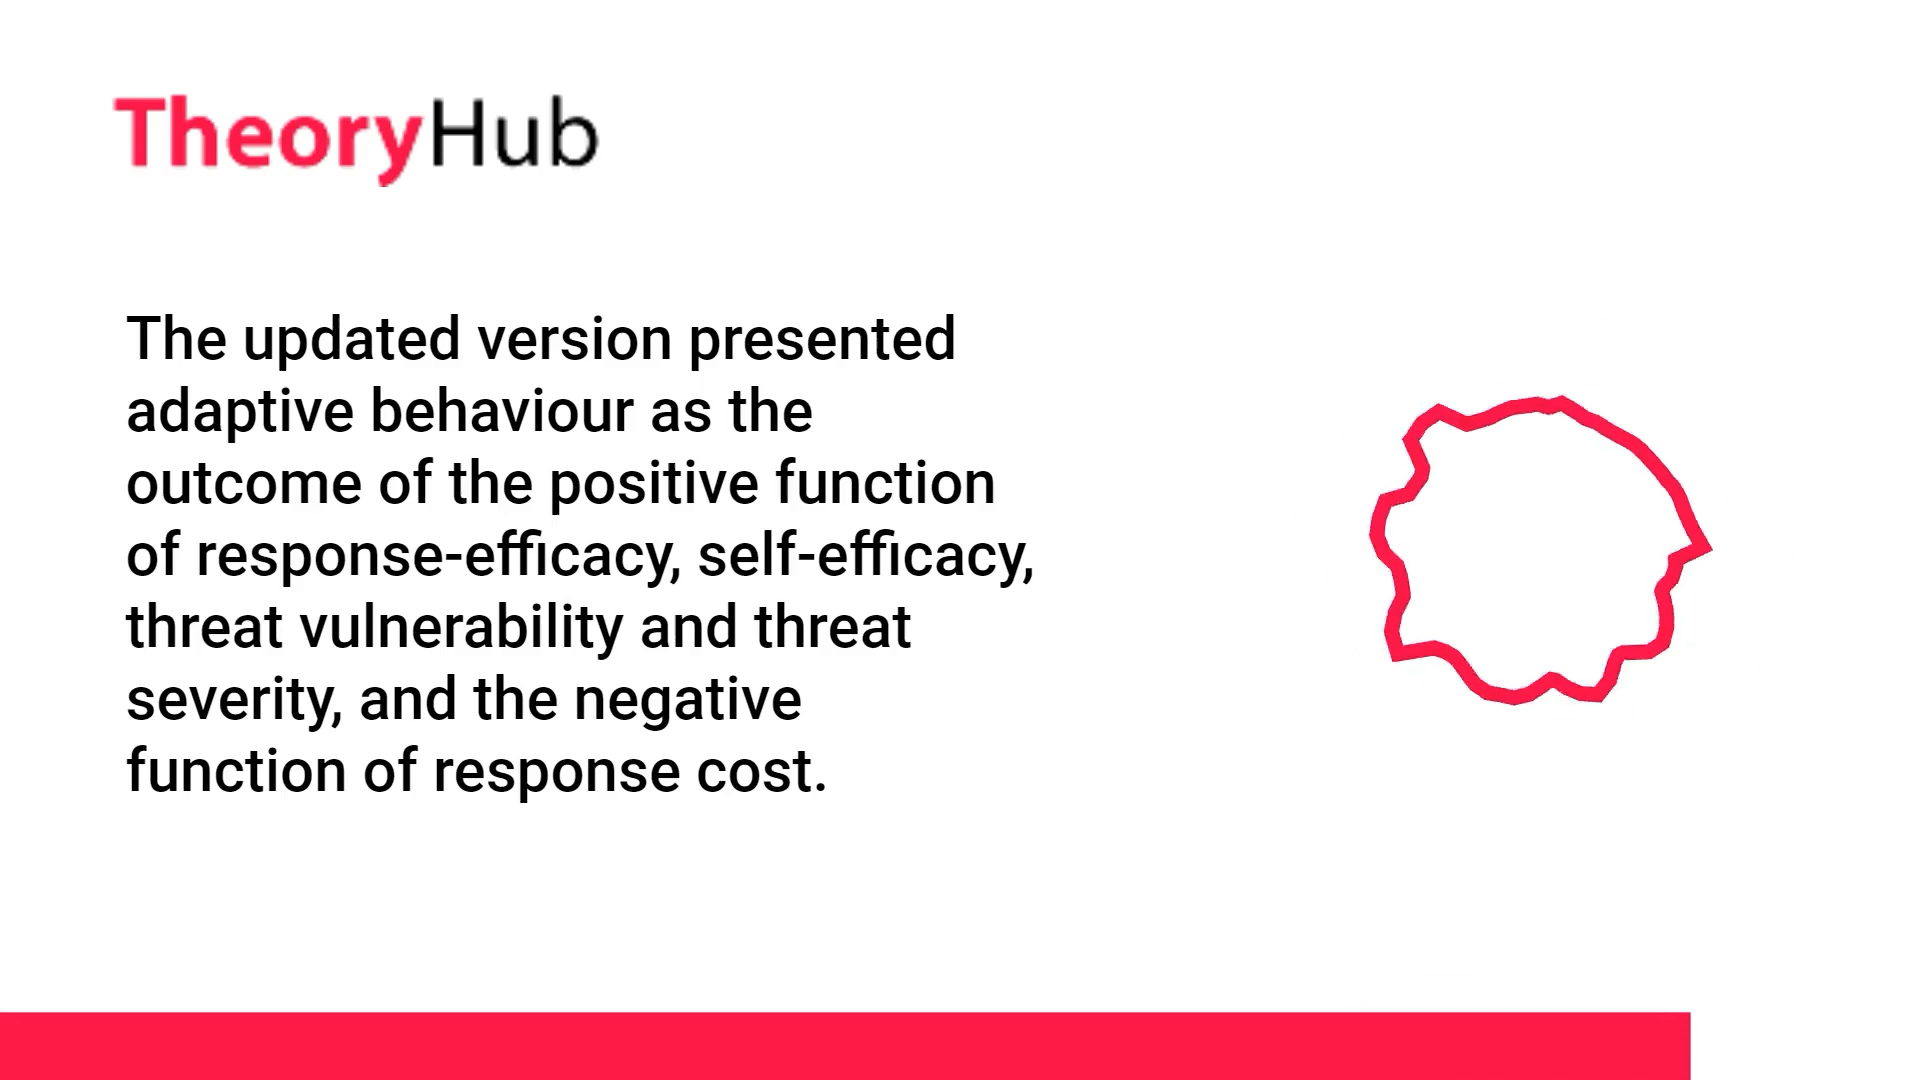 TheoryHub
The updated version presented
adaptive behaviour as the
outcome of the positive function
of response-efficacy, self-efficacy,
threat vulnerability and threat
severity, and the negative
function of response cost.